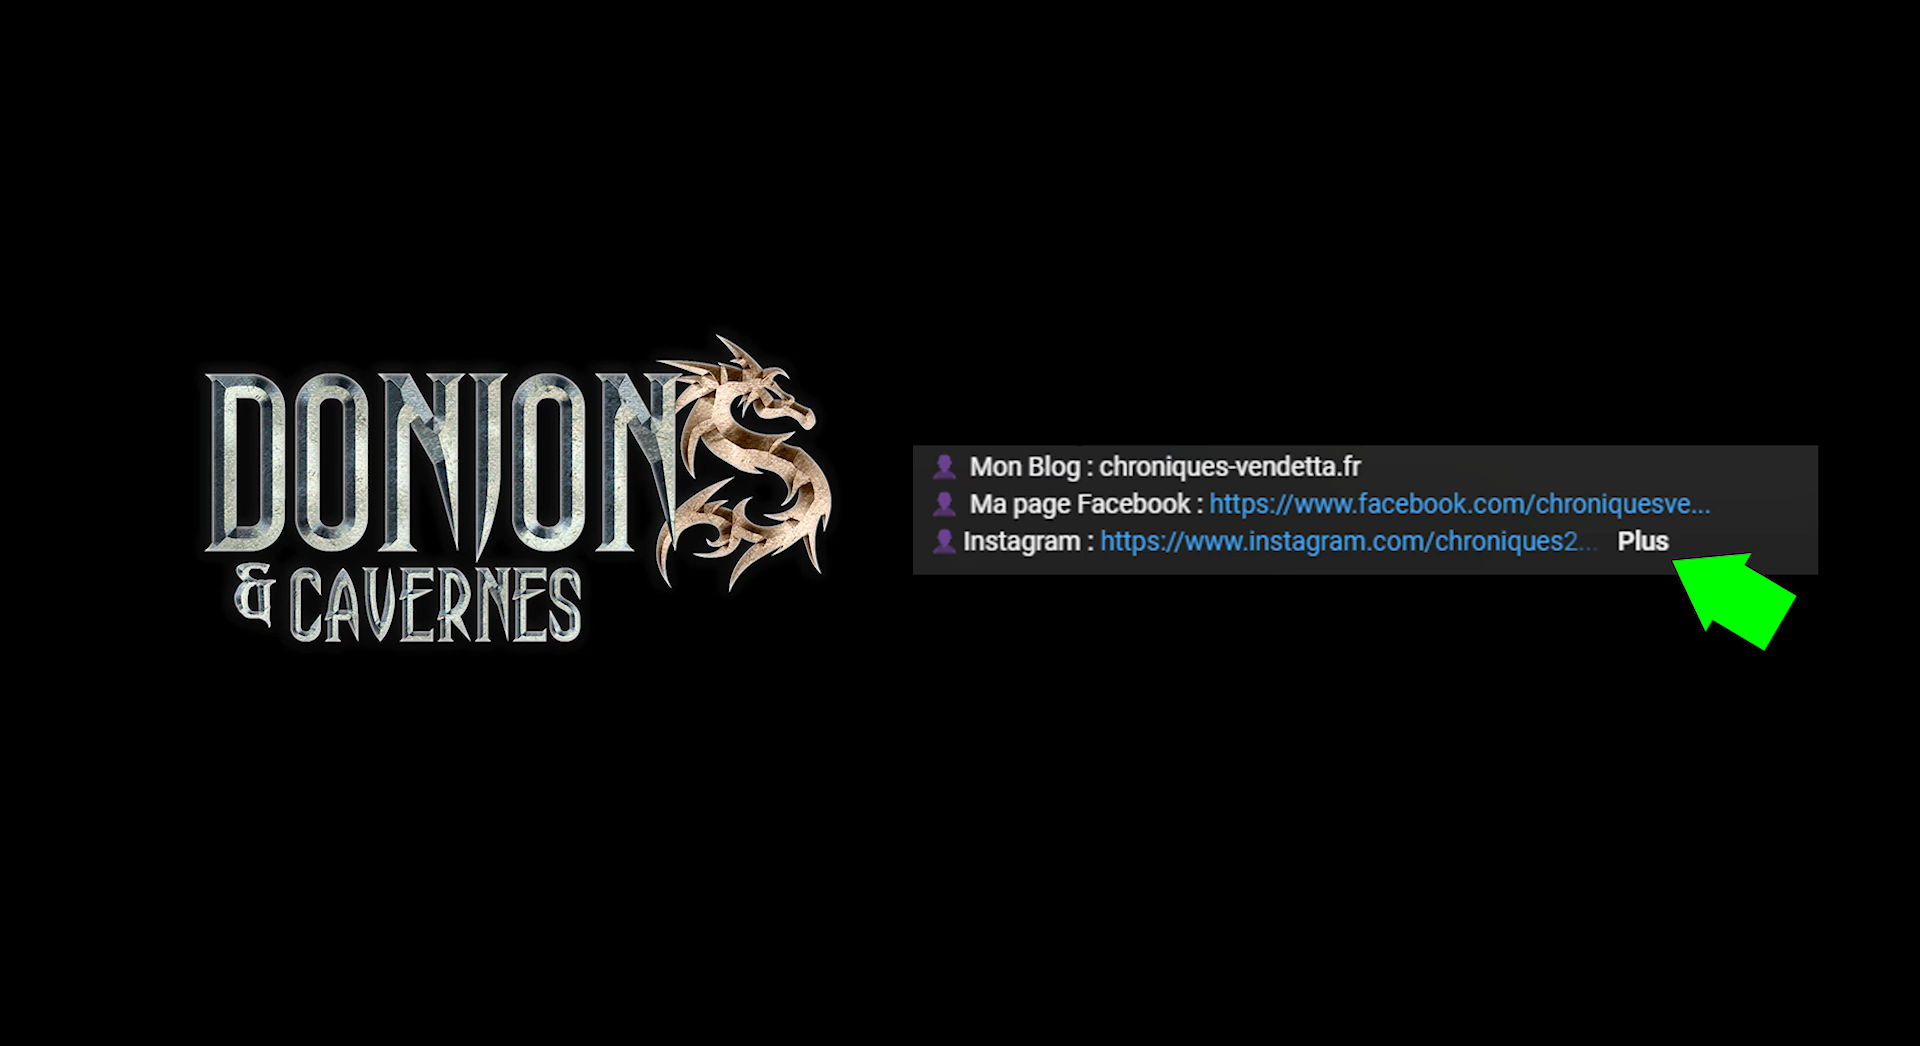 DONJONS
& CAVERNES
Mon Blog : chroniques-vendetta.fr
Ma page Facebook : https://www.facebook.com/chroniquesve...
Instagram : https://www.instagram.com/chroniques2... Plus